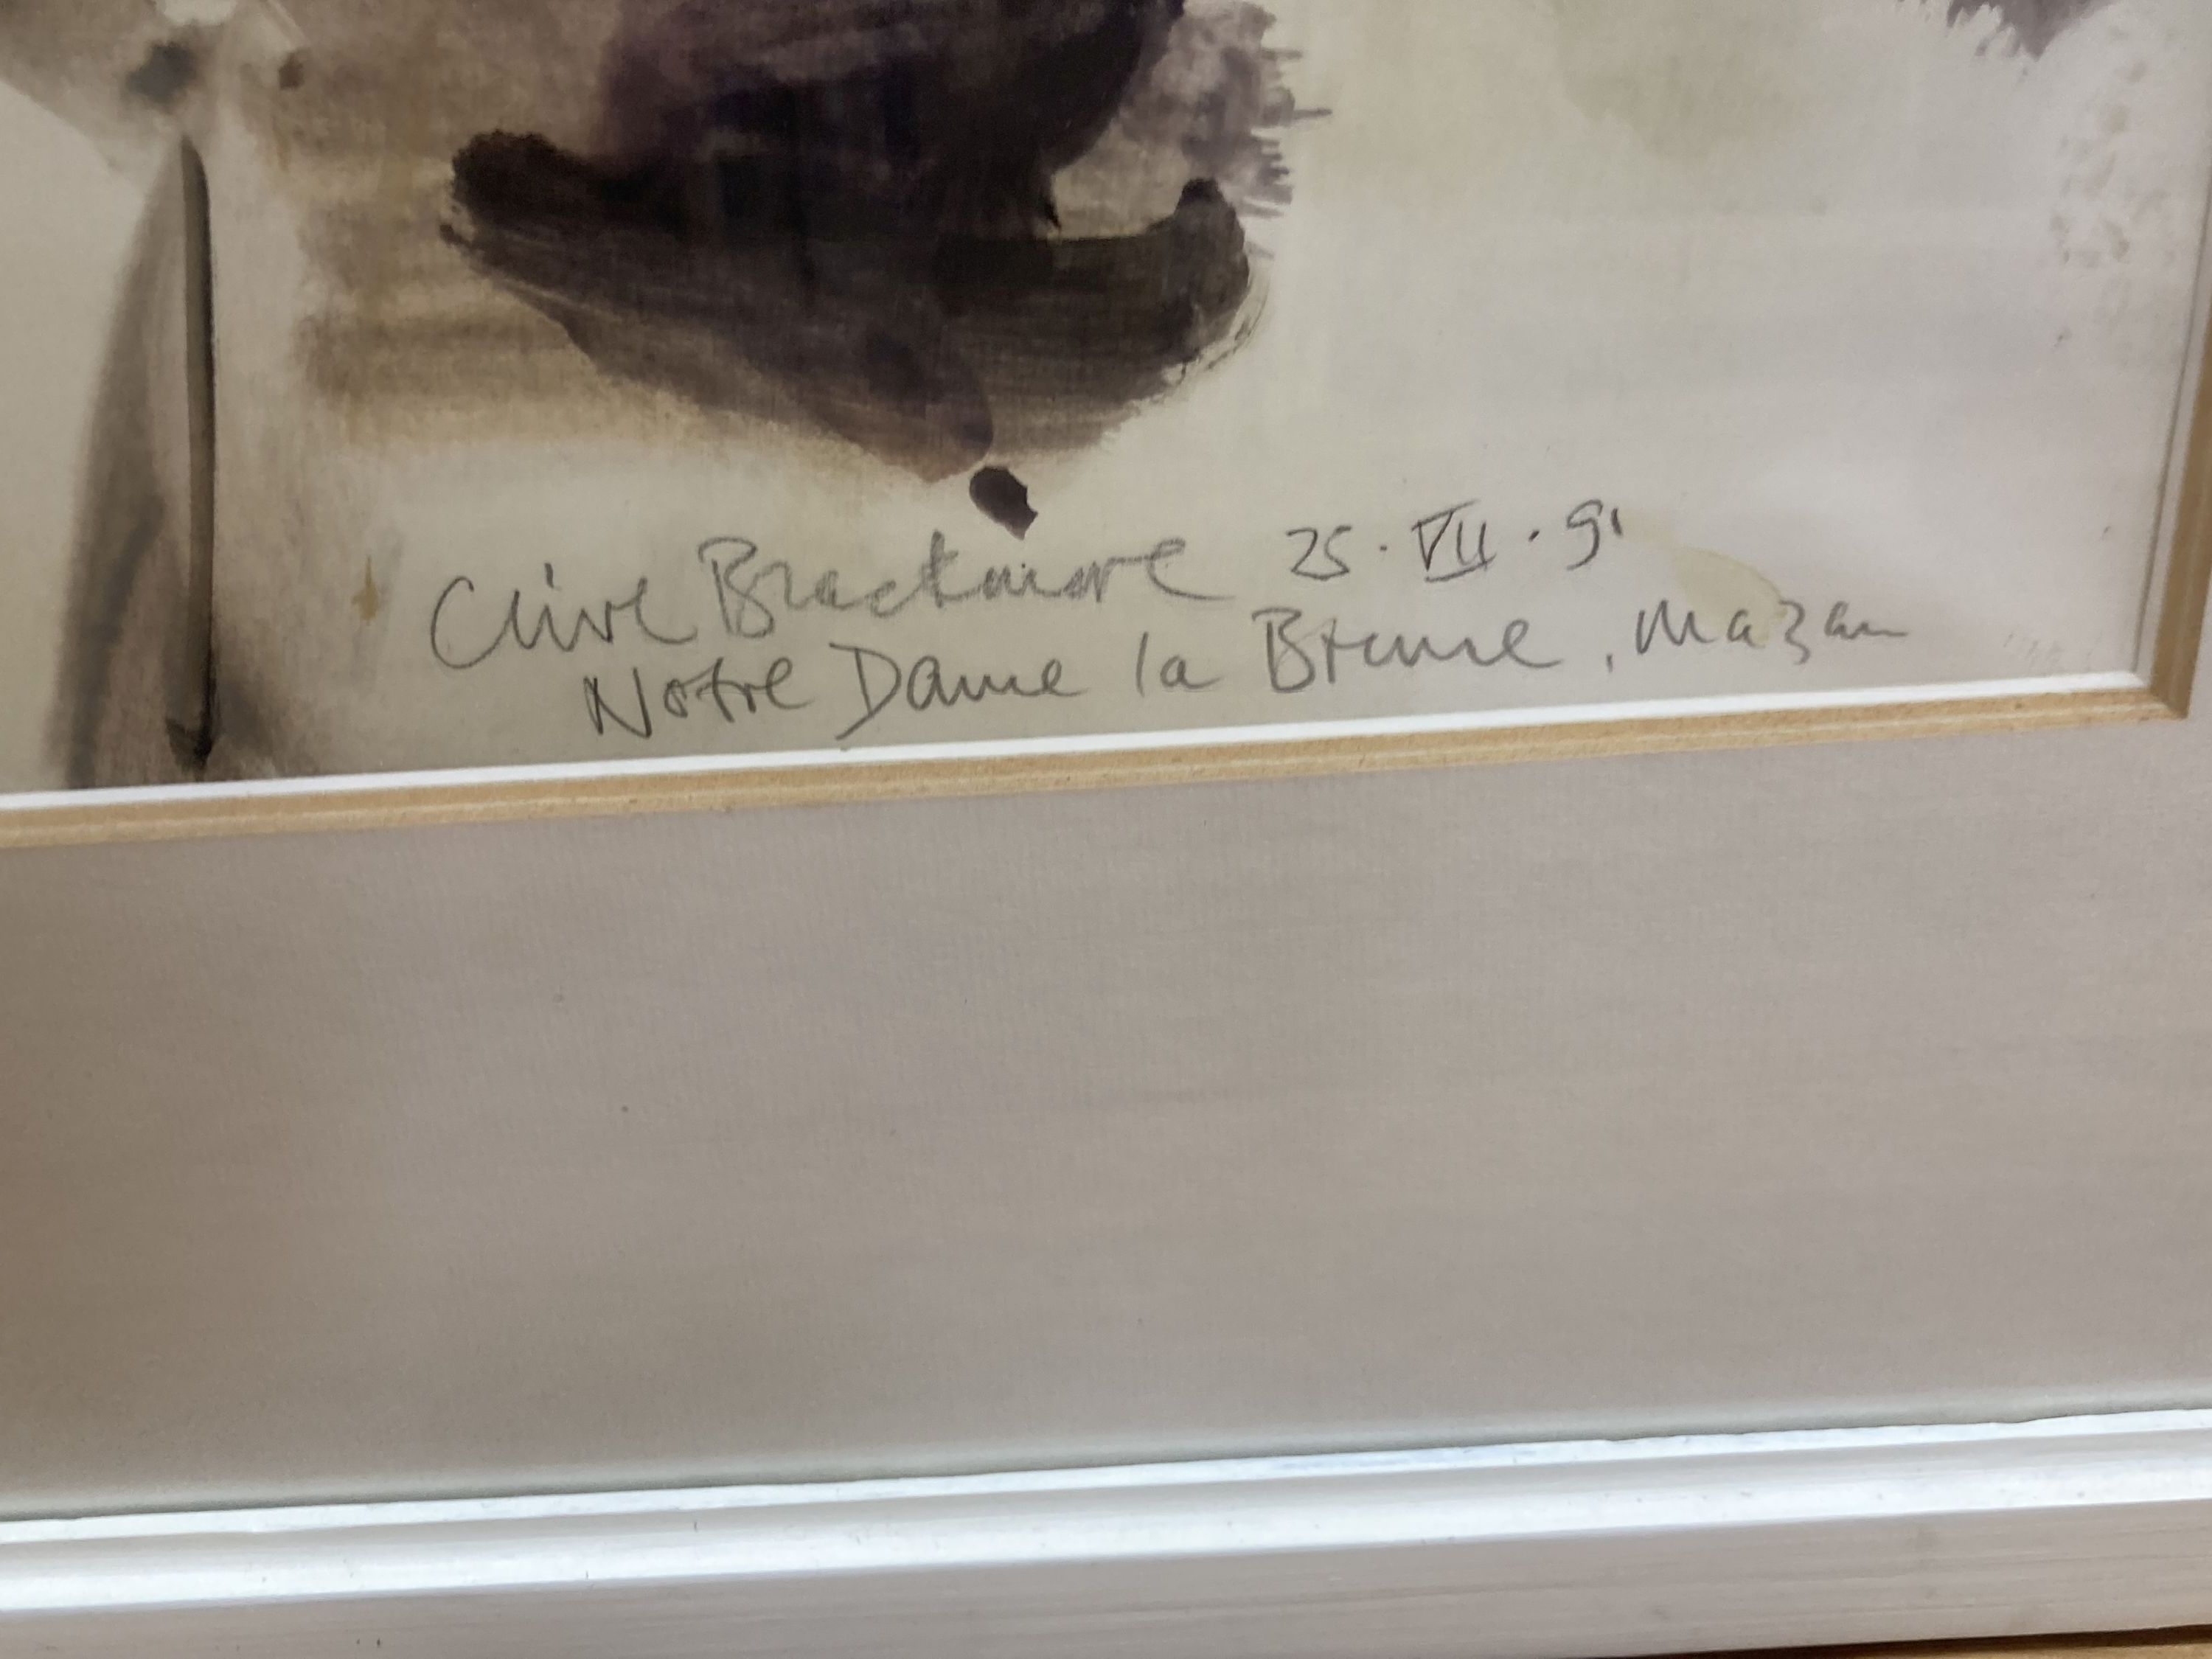 Clive Blackmore 25.VII.91
Notre Dame la Brune, Mazan